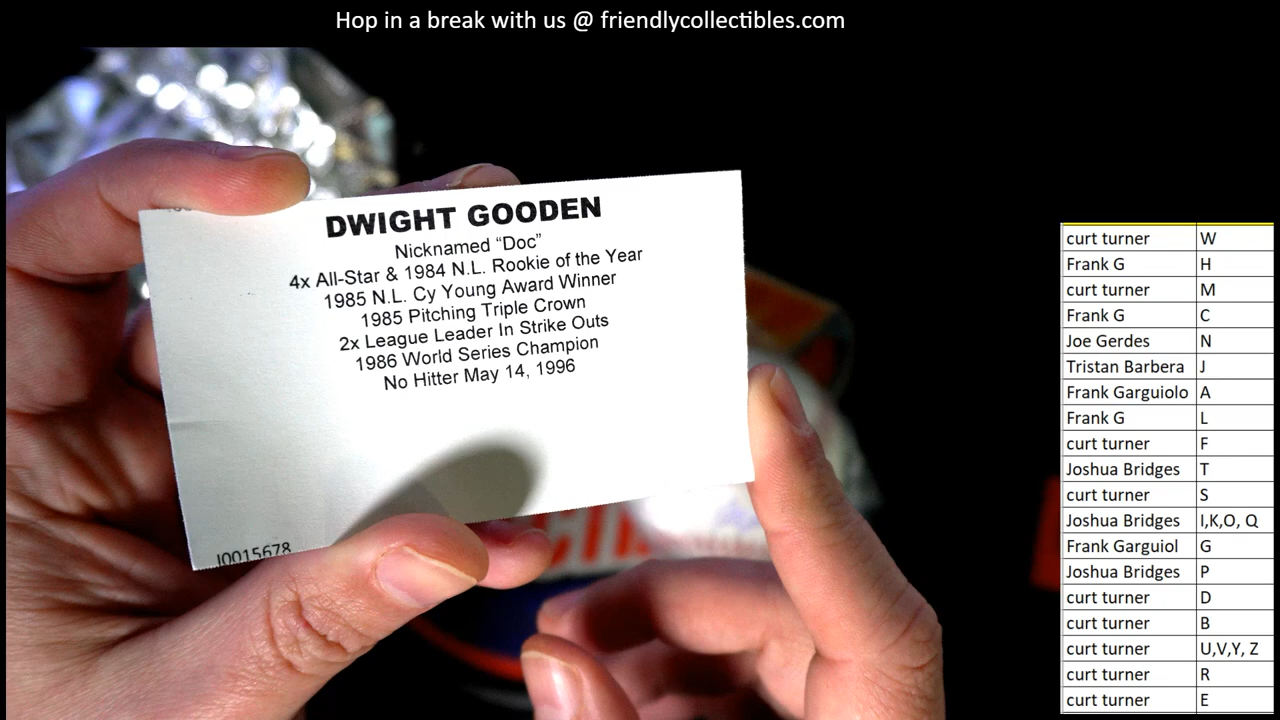 Hop in a break with us @ friendlycollectibles.com
DWIGHT GOODEN
Nicknamed “Doc”
4x All-Star & 1984 N.L. Rookie of the Year
1985 N.L. Cy Young Award Winner
1985 Pitching Triple Crown
2x League Leader In Strike Outs
1986 World Series Champion
No Hitter May 14, 1996
J0015678
curt turner W
Frank G H
curt turner M
Frank G C
Joe Gerdes N
Tristan Barbera J
Frank Garguiolo A
Frank G L
curt turner F
Joshua Bridges T
curt turner S
Joshua Bridges I,K,O, Q
Frank Garguiol G
Joshua Bridges P
curt turner D
curt turner B
curt turner U,V,Y, Z
curt turner R
curt turner E